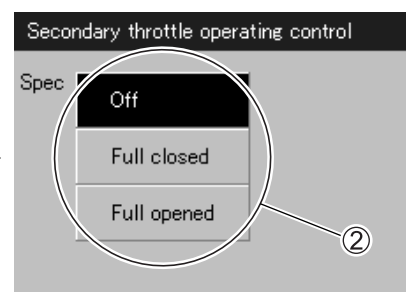 Secondary throttle operating control
Spec
Off
Full closed
Full opened
②